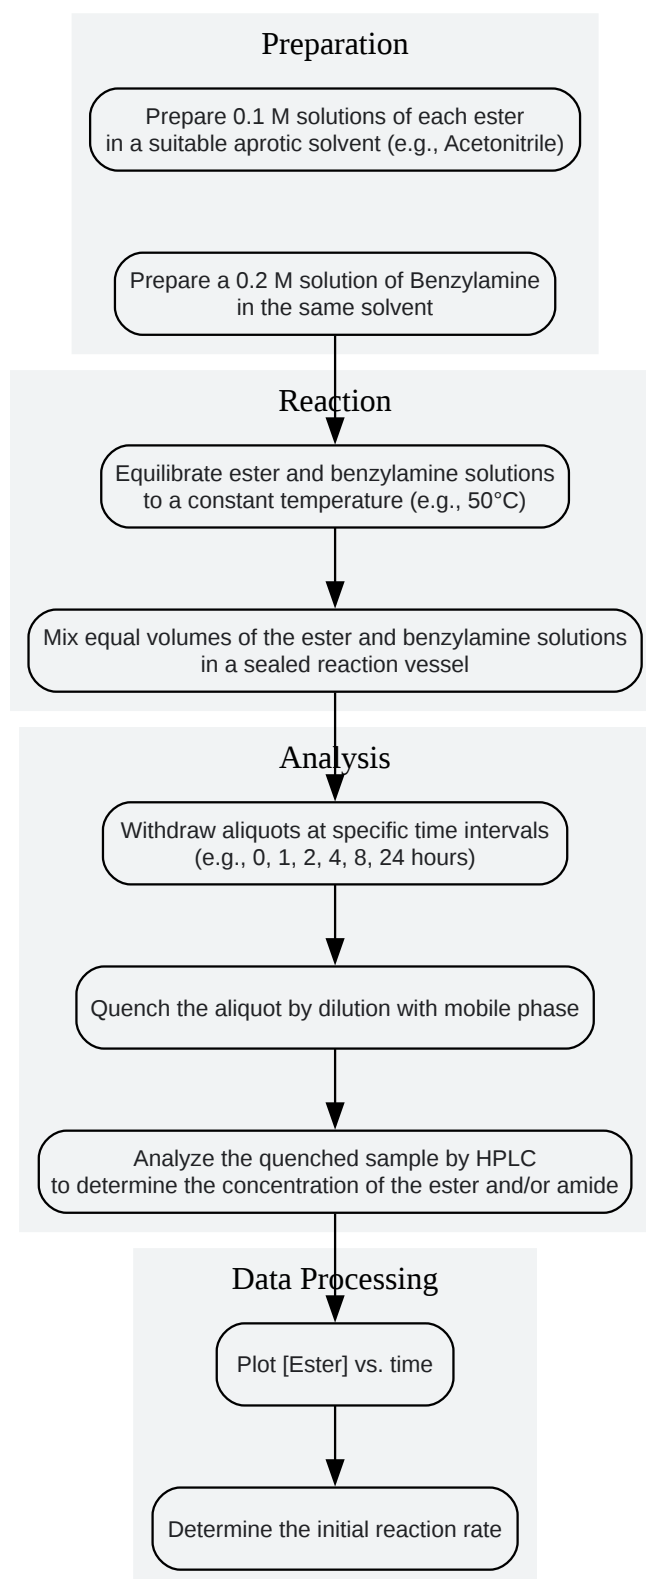 Preparation
Prepare 0.1 M solutions of each ester
in a suitable aprotic solvent (e.g., Acetonitrile)
Prepare a 0.2 M solution of Benzylamine
in the same solvent
Reaction
Equilibrate ester and benzylamine solutions
to a constant temperature (e.g., 50°C)
Mix equal volumes of the ester and benzylamine solutions
in a sealed reaction vessel
Analysis
Withdraw aliquots at specific time intervals
(e.g., 0, 1, 2, 4, 8, 24 hours)
Quench the aliquot by dilution with mobile phase
Analyze the quenched sample by HPLC
to determine the concentration of the ester and/or amide
Data Processing
Plot [Ester] vs. time
Determine the initial reaction rate